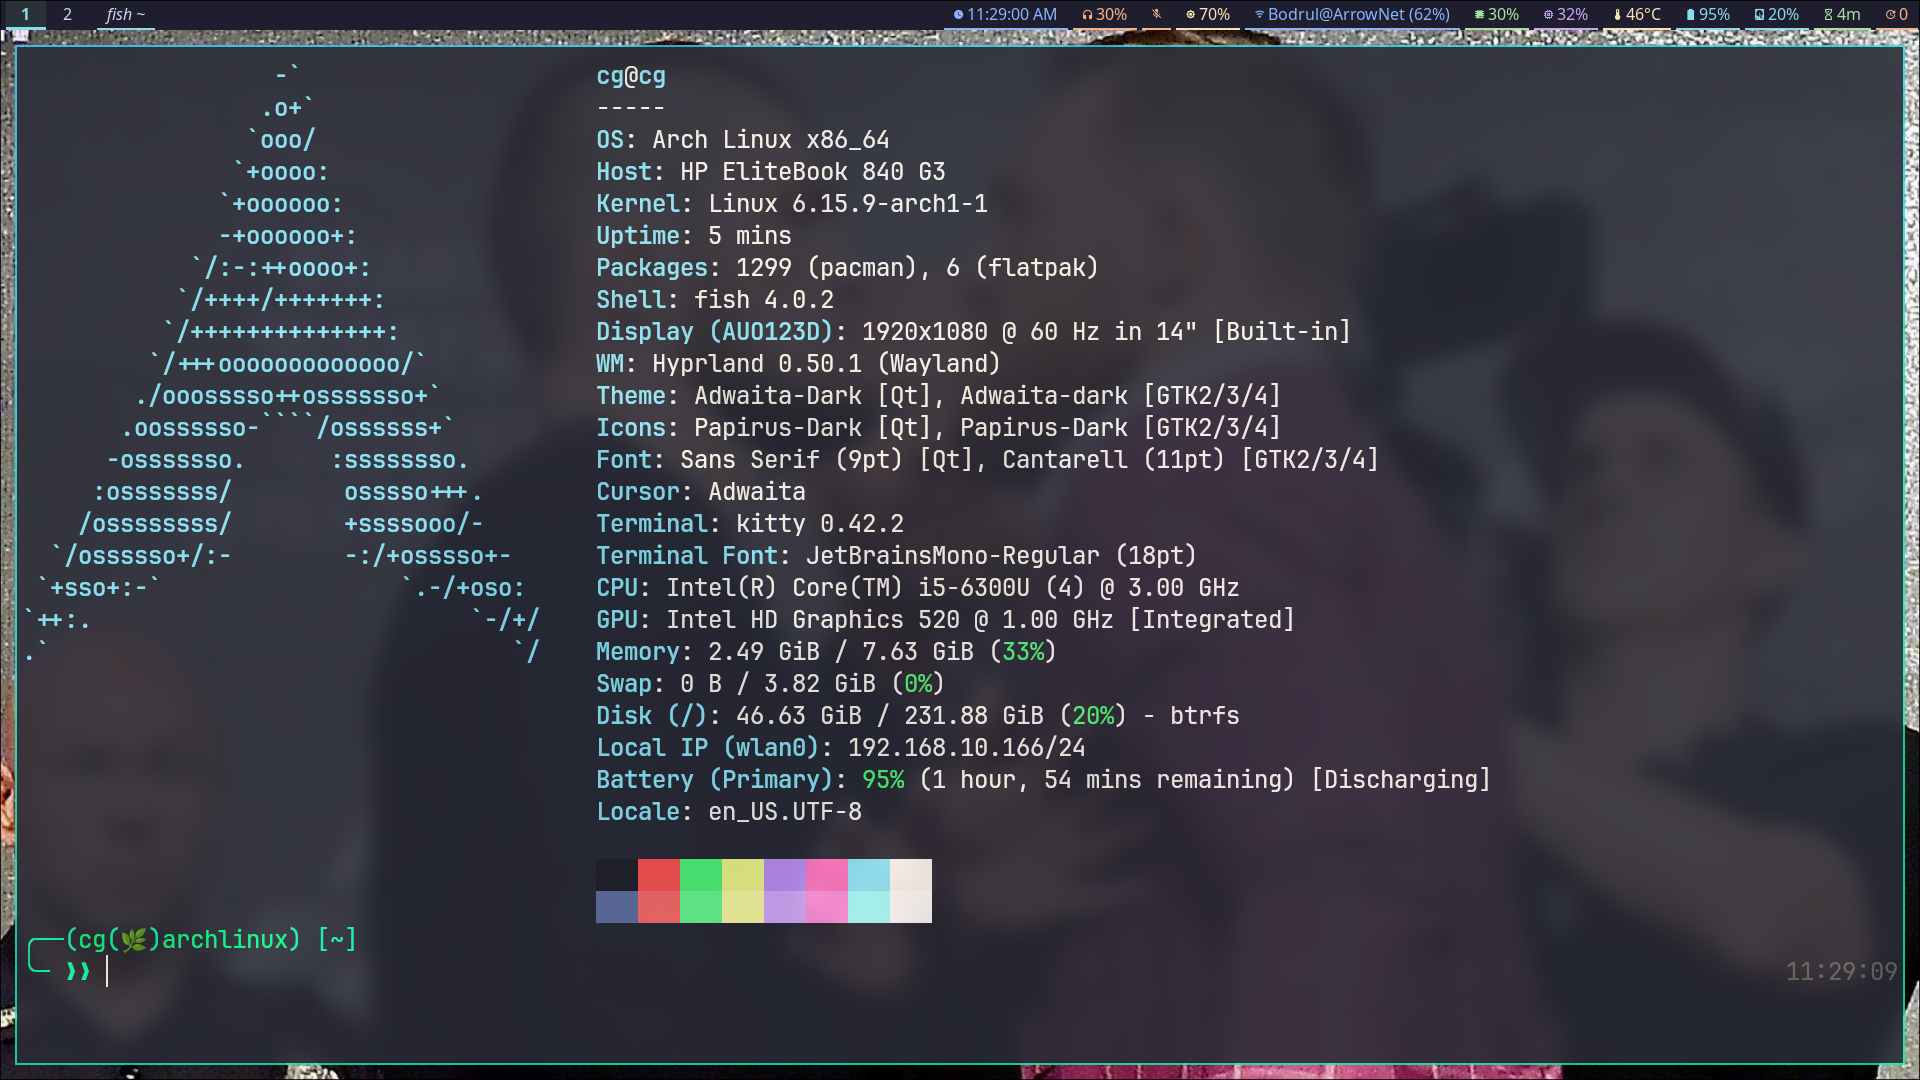 1 2 fish ~ 11:29:00 AM 30% 70% Bodrul@ArrowNet (62%) 30% 32% 46°C 95% 20% 4m 0
-`
.o+`
`ooo/
`+oooo:
`+oooooo:
-+oooooo+:
`/:-:++oooo+:
`/++++/+++++++:
`/++++++++++++++:
`/+++ooooooooooooo/`
./ooosssso++osssssso+`
.oossssso-````/ossssss+`
-osssssso.      :ssssssso.
:osssssss/        osssso+++.
/ossssssss/        +ssssooo/-
`/ossssso+/:-        -:/+osssso+-
`+sso+:-`                 `.-/+oso:
`++:.                           `-/+/
.`                                 `/
cg@cg
-----
OS: Arch Linux x86_64
Host: HP EliteBook 840 G3
Kernel: Linux 6.15.9-arch1-1
Uptime: 5 mins
Packages: 1299 (pacman), 6 (flatpak)
Shell: fish 4.0.2
Display (AUO123D): 1920x1080 @ 60 Hz in 14" [Built-in]
WM: Hyprland 0.50.1 (Wayland)
Theme: Adwaita-Dark [Qt], Adwaita-dark [GTK2/3/4]
Icons: Papirus-Dark [Qt], Papirus-Dark [GTK2/3/4]
Font: Sans Serif (9pt) [Qt], Cantarell (11pt) [GTK2/3/4]
Cursor: Adwaita
Terminal: kitty 0.42.2
Terminal Font: JetBrainsMono-Regular (18pt)
CPU: Intel(R) Core(TM) i5-6300U (4) @ 3.00 GHz
GPU: Intel HD Graphics 520 @ 1.00 GHz [Integrated]
Memory: 2.49 GiB / 7.63 GiB (33%)
Swap: 0 B / 3.82 GiB (0%)
Disk (/): 46.63 GiB / 231.88 GiB (20%) - btrfs
Local IP (wlan0): 192.168.10.166/24
Battery (Primary): 95% (1 hour, 54 mins remaining) [Discharging]
Locale: en_US.UTF-8
╭──(cg(🌿)archlinux) [~]
╰─ ❯❯ 11:29:09